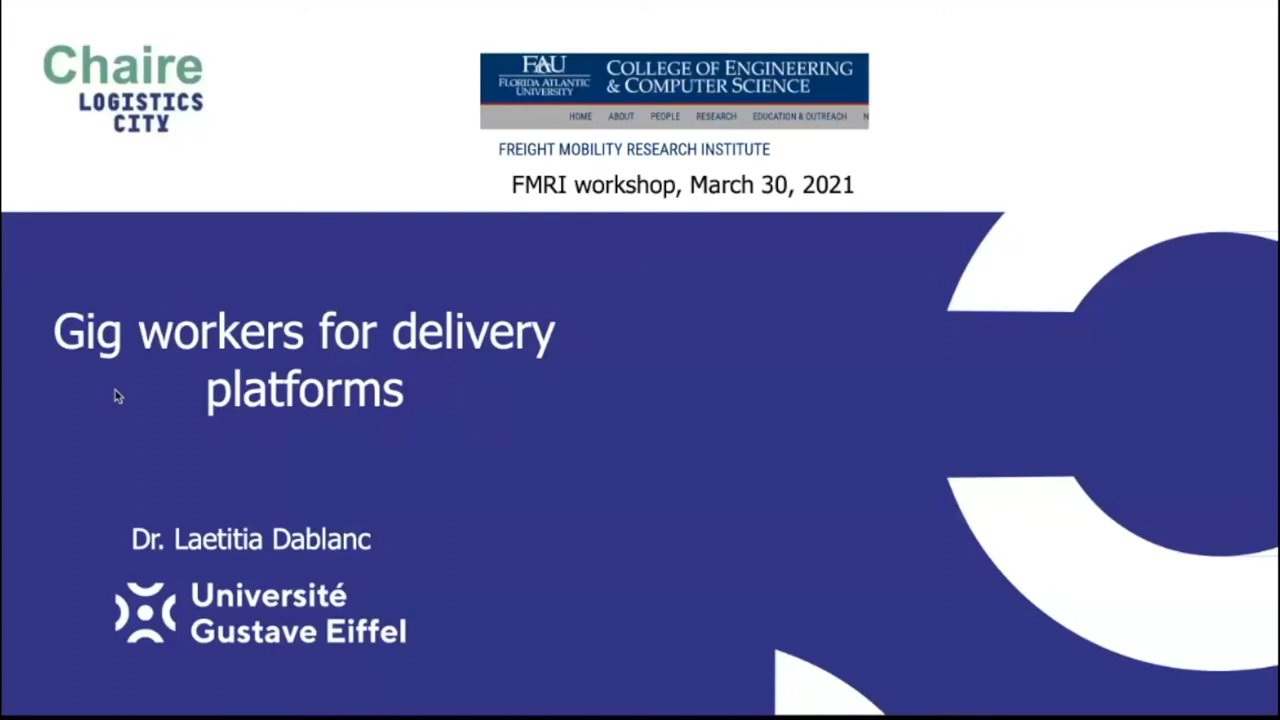 Chaire
LOGISTICS
CITY
FAU
FLORIDA ATLANTIC
UNIVERSITY
COLLEGE OF ENGINEERING
& COMPUTER SCIENCE
HOME ABOUT PEOPLE RESEARCH EDUCATION & OUTREACH N
FREIGHT MOBILITY RESEARCH INSTITUTE
FMRI workshop, March 30, 2021
Gig workers for delivery
platforms
Dr. Laetitia Dablanc
Université
Gustave Eiffel